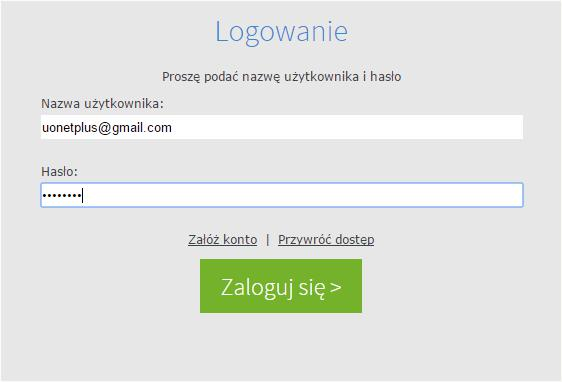 Logowanie
Proszę podać nazwę użytkownika i hasło
Nazwa użytkownika:
uonetplus@gmail.com
Hasło:
••••••••
Załóż konto | Przywróć dostęp
Zaloguj się >